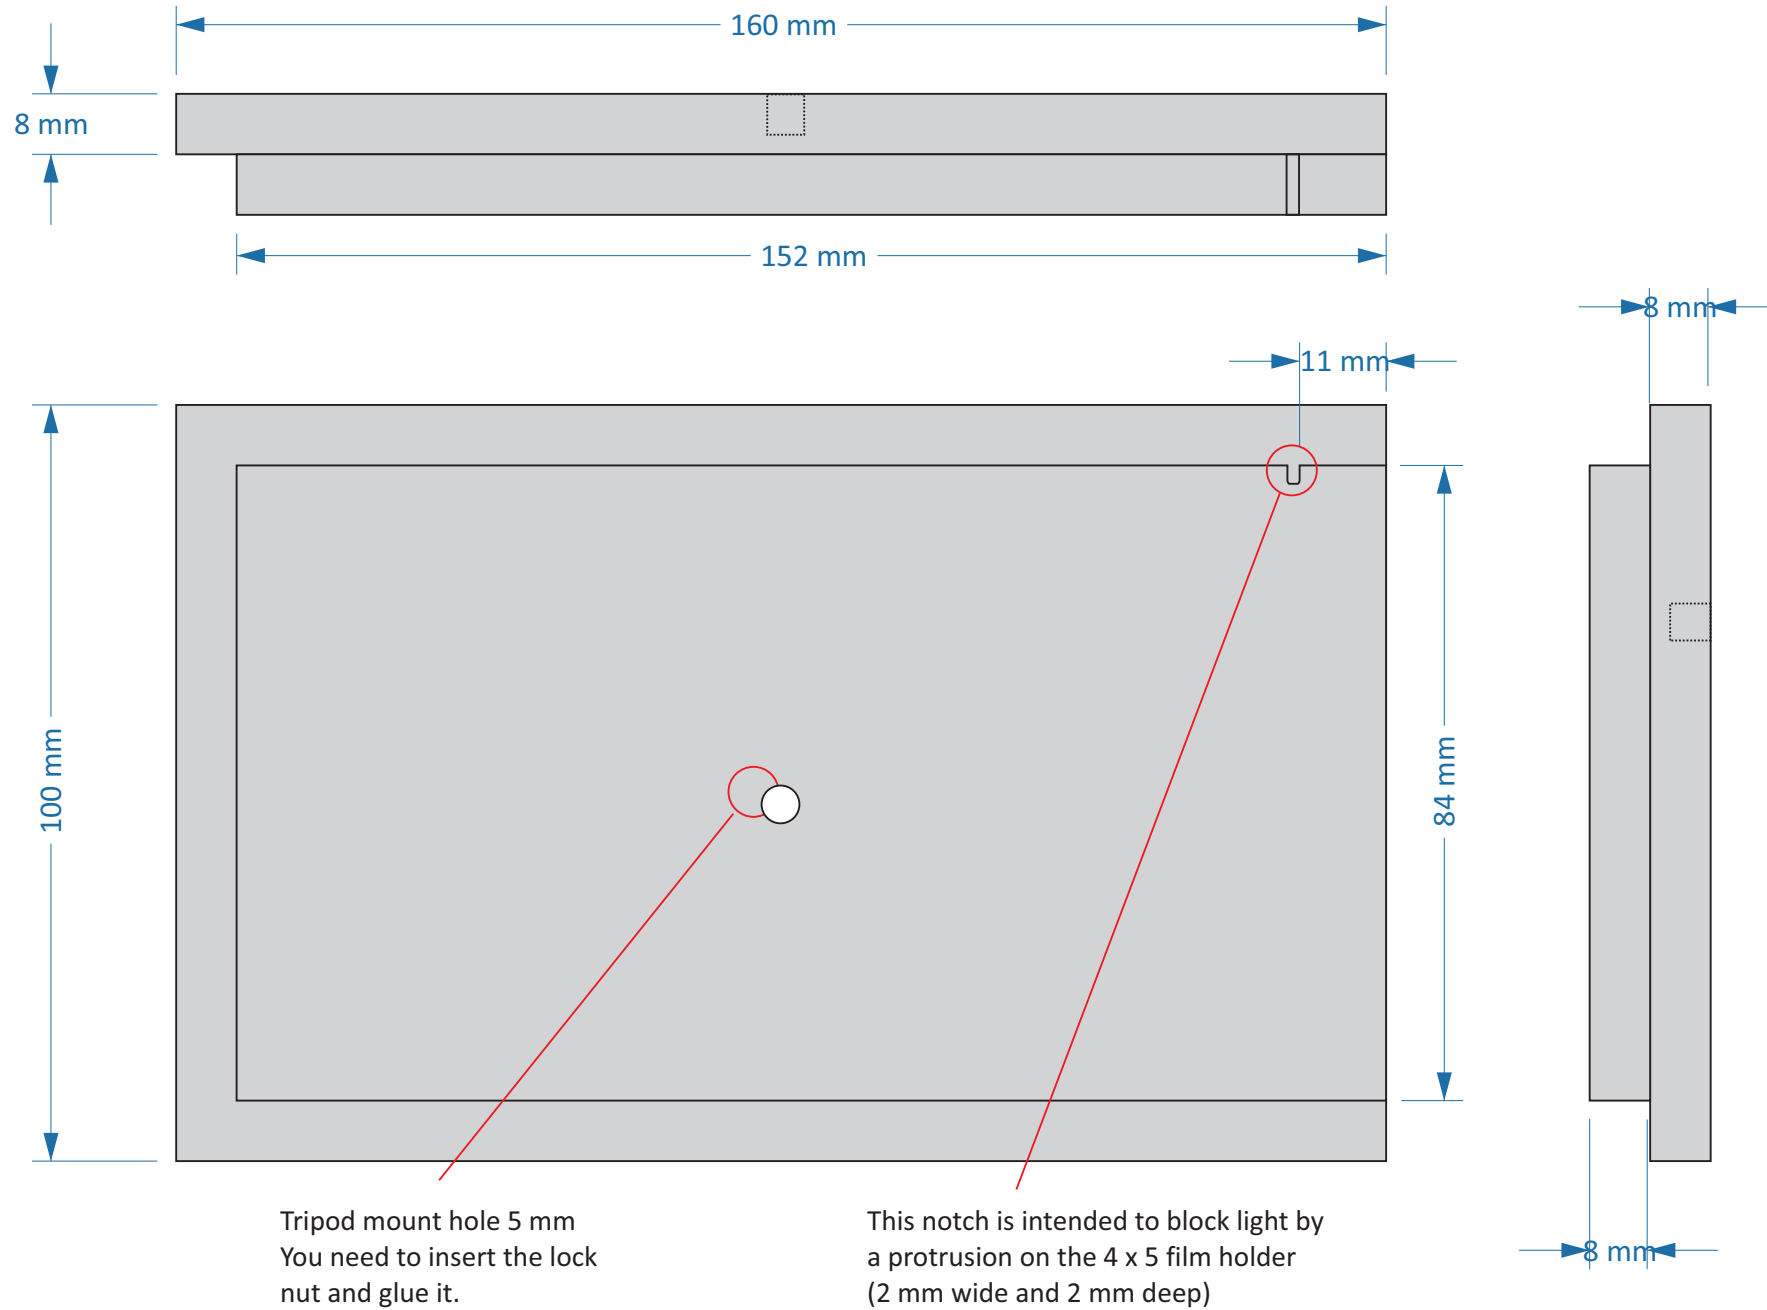 160 mm
8 mm
152 mm
8 mm
11 mm
100 mm
84 mm
8 mm
Tripod mount hole 5 mm
You need to insert the lock
nut and glue it.
This notch is intended to block light by
a protrusion on the 4 x 5 film holder
(2 mm wide and 2 mm deep)